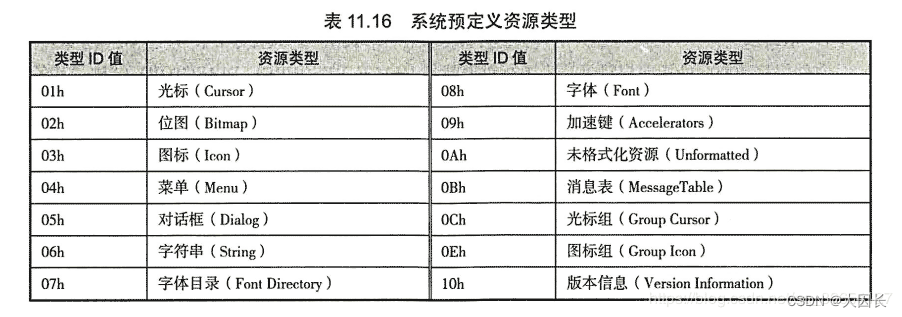 表 11.16 系统预定义资源类型
类型 ID 值 资源类型 类型 ID 值 资源类型
01h 光标（Cursor） 08h 字体（Font）
02h 位图（Bitmap） 09h 加速键（Accelerators）
03h 图标（Icon） 0Ah 未格式化资源（Unformatted）
04h 菜单（Menu） 0Bh 消息表（MessageTable）
05h 对话框（Dialog） 0Ch 光标组（Group Cursor）
06h 字符串（String） 0Eh 图标组（Group Icon）
07h 字体目录（Font Directory） 10h 版本信息（Version Information）
CSDN @大囚长